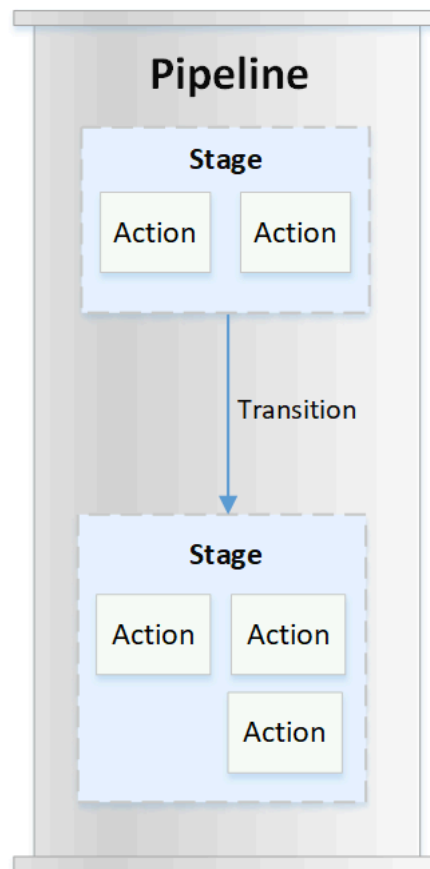 Pipeline
Stage
Action Action
Transition
Stage
Action Action
Action